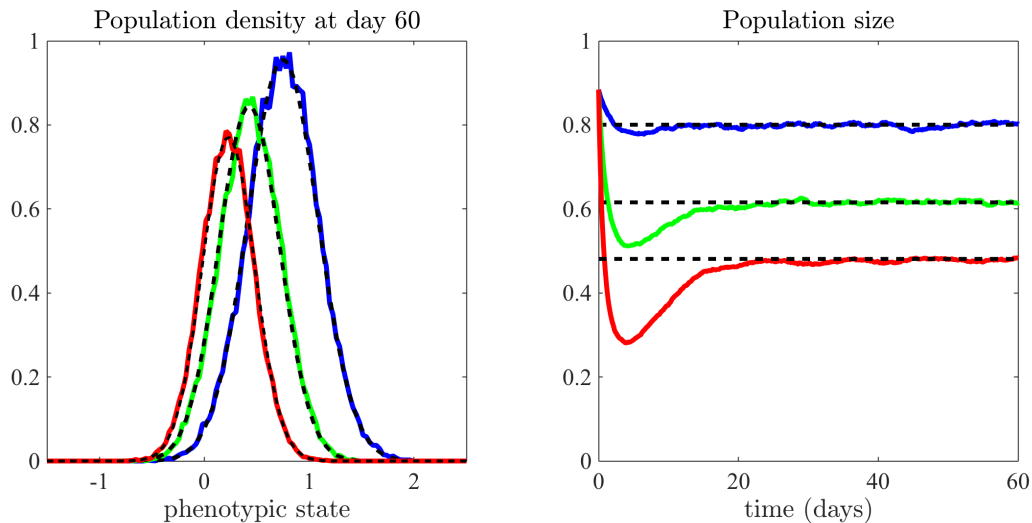 Population density at day 60
1
0.8
0.6
0.4
0.2
0
-1 0 1 2
phenotypic state
Population size
1
0.8
0.6
0.4
0.2
0
0 20 40 60
time (days)